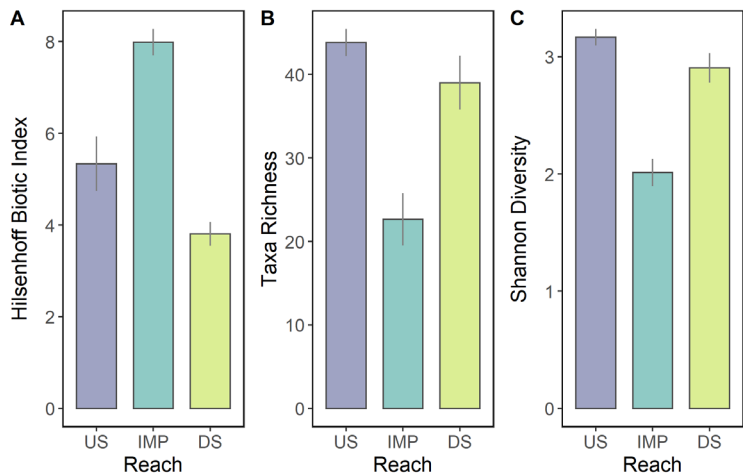 A
Hilsenhoff Biotic Index
8
6
4
2
0
US IMP DS
Reach
B
Taxa Richness
40
30
20
10
0
US IMP DS
Reach
C
Shannon Diversity
3
2
1
0
US IMP DS
Reach